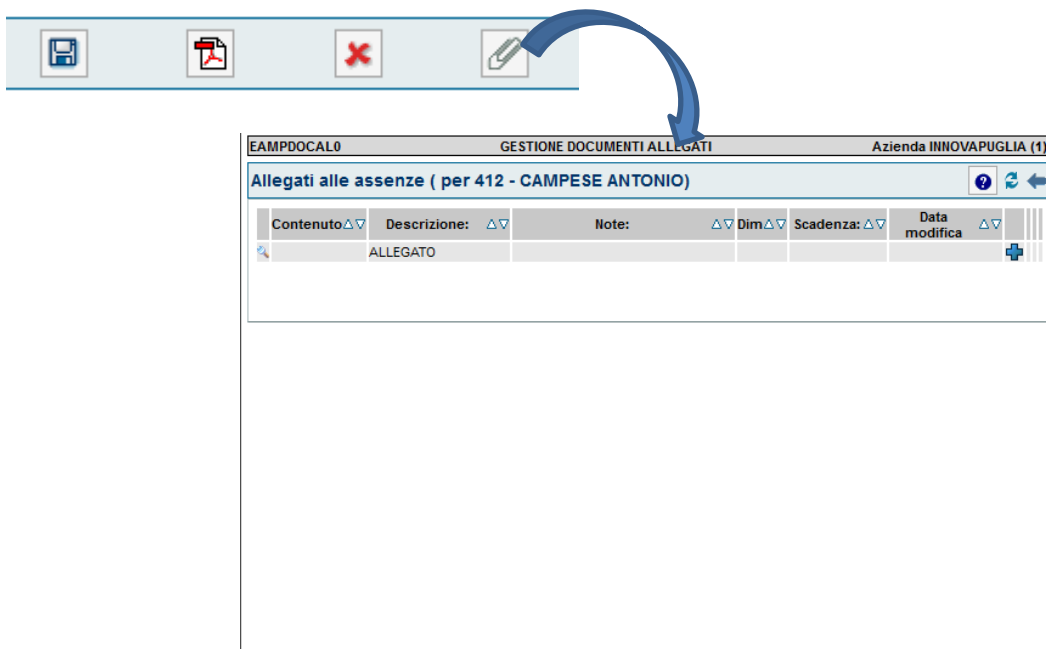 EAMPDOCAL0 GESTIONE DOCUMENTI ALLEGATI Azienda INNOVAPUGLIA (1)
Allegati alle assenze ( per 412 - CAMPESE ANTONIO)
Contenuto Descrizione: Note: Dim Scadenza: Data modifica
ALLEGATO